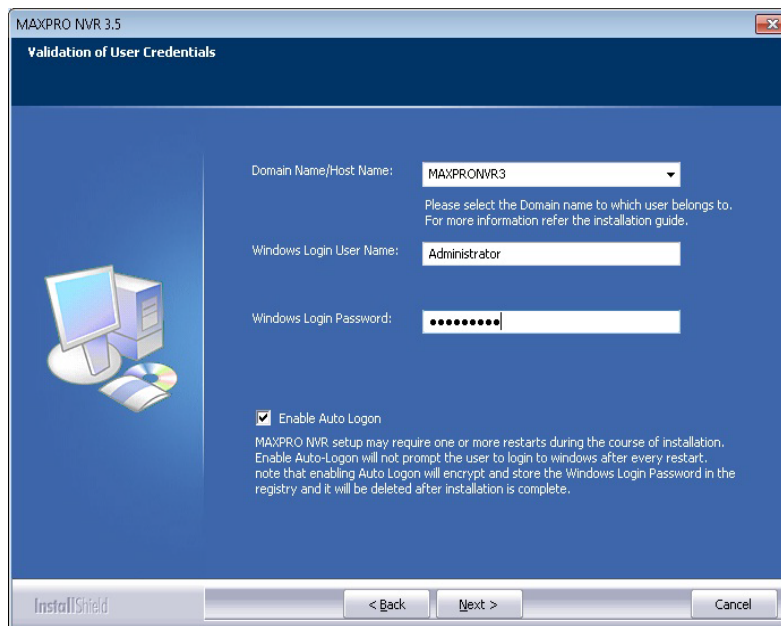 MAXPRO NVR 3.5
Validation of User Credentials
Domain Name/Host Name:
MAXPRONVR3
Please select the Domain name to which user belongs to.
For more information refer the installation guide.
Windows Login User Name:
Administrator
Windows Login Password:
●●●●●●●●●
Enable Auto Logon
MAXPRO NVR setup may require one or more restarts during the course of installation.
Enable Auto-Logon will not prompt the user to login to windows after every restart.
note that enabling Auto Logon will encrypt and store the Windows Login Password in the
registry and it will be deleted after installation is complete.
InstallShield
< Back
Next >
Cancel